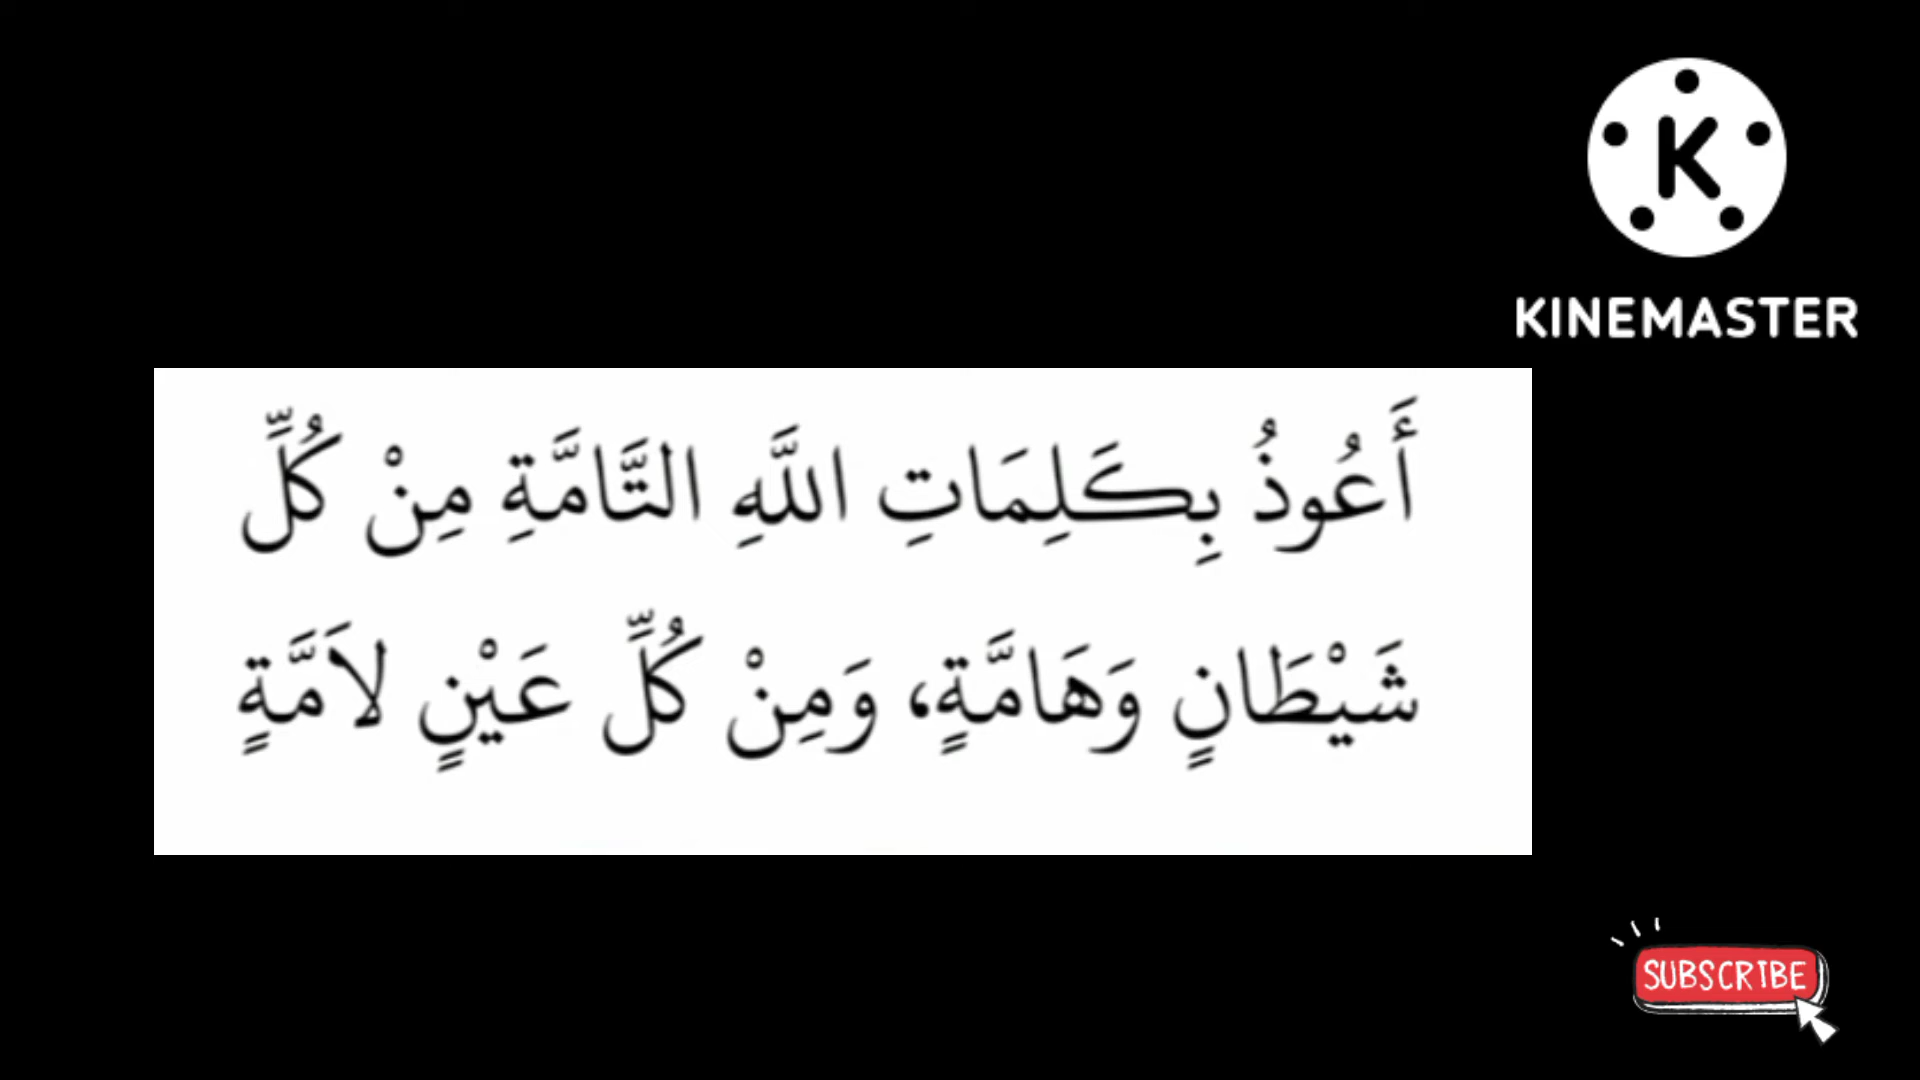 K
KINEMASTER
أَعُوذُ بِكَلِمَاتِ اللَّهِ التَّامَّةِ مِنْ كُلِّ
شَيْطَانٍ وَهَامَّةٍ، وَمِنْ كُلِّ عَيْنٍ لاَمَّةٍ
SUBSCRIBE